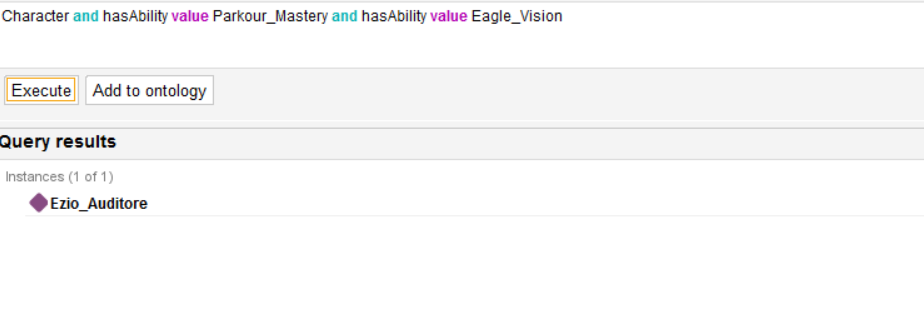 Character and hasAbility value Parkour_Mastery and hasAbility value Eagle_Vision
Execute Add to ontology
Query results
Instances (1 of 1)
Ezio_Auditore